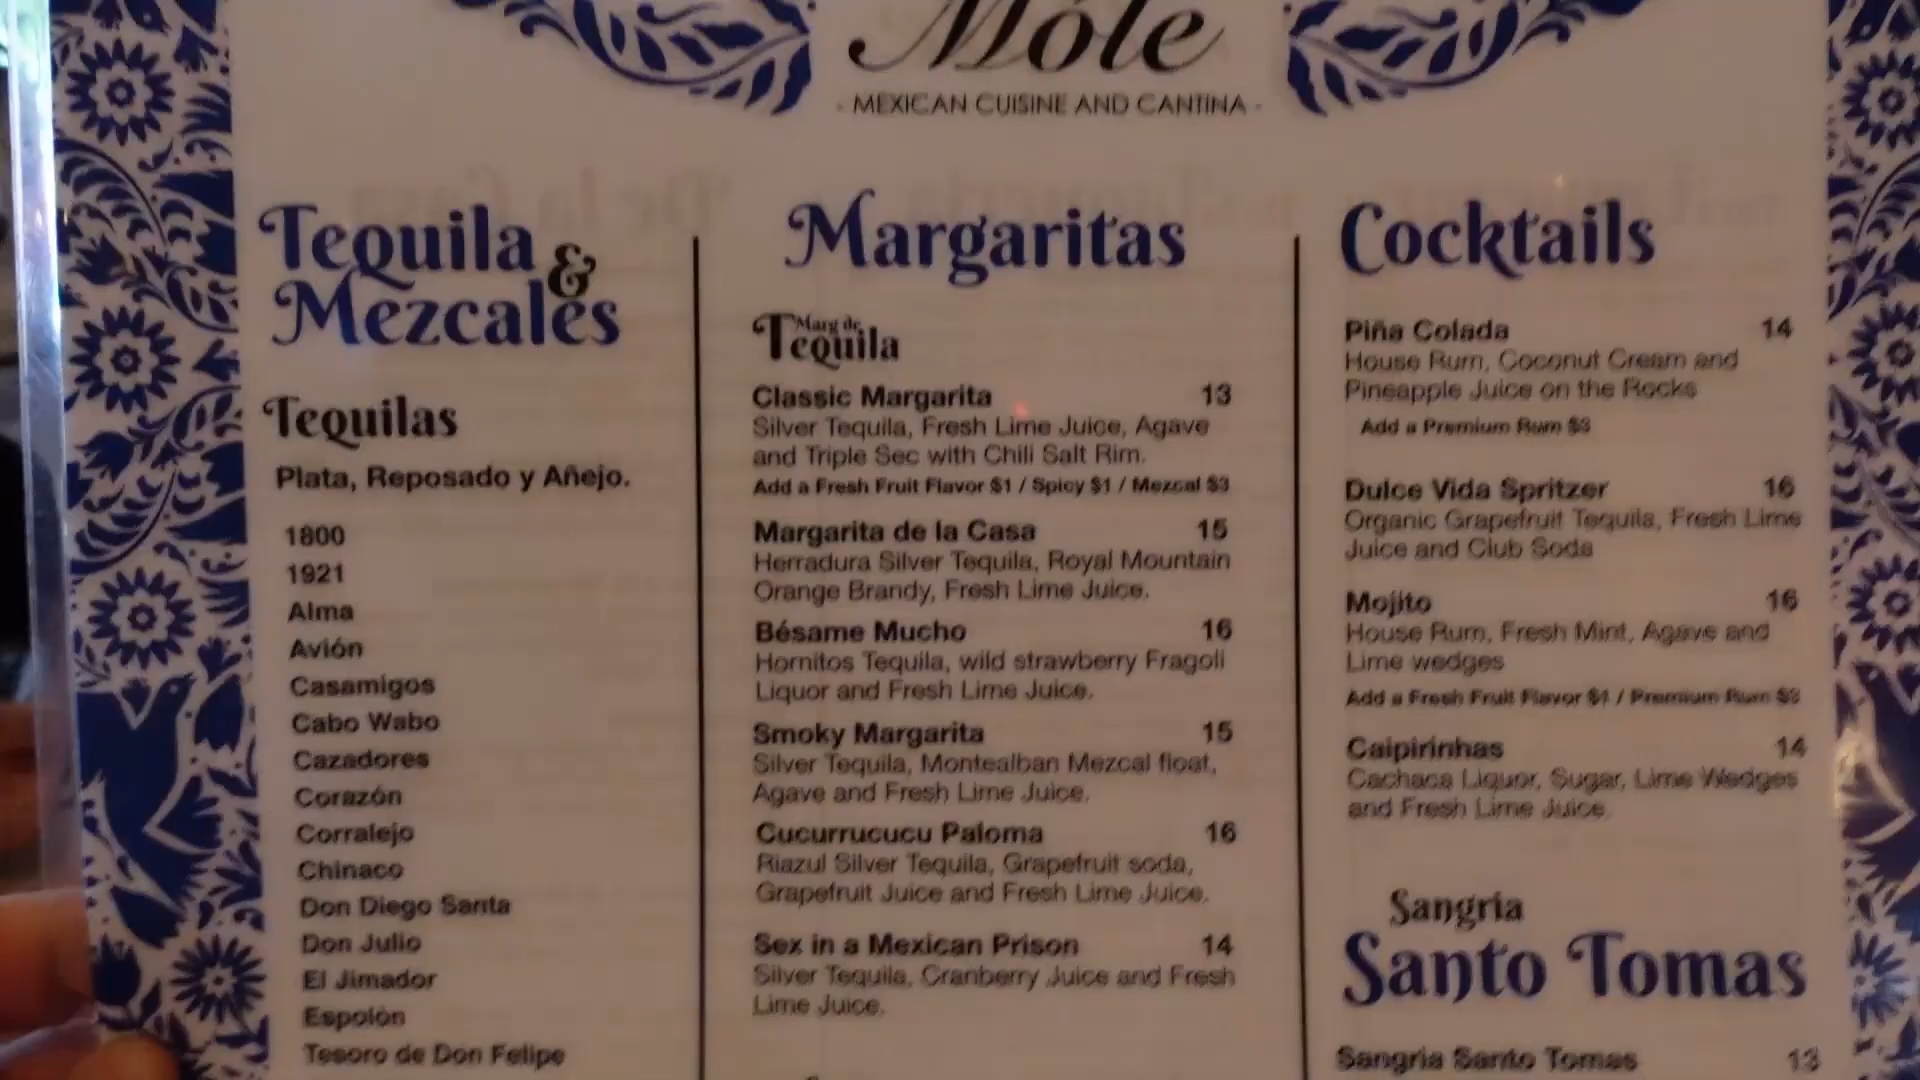 Móle
- MEXICAN CUISINE AND CANTINA -
Tequila
&
Mezcales
Tequilas
Plata, Reposado y Añejo.
1800
1921
Alma
Avión
Casamigos
Cabo Wabo
Cazadores
Corazón
Corralejo
Chinaco
Don Diego Santa
Don Julio
El Jimador
Espolón
Tesoro de Don Felipe
Margaritas
Marg de
Tequila
Classic Margarita 13
Silver Tequila, Fresh Lime Juice, Agave
and Triple Sec with Chili Salt Rim.
Add a Fresh Fruit Flavor $1 / Spicy $1 / Mezcal $3
Margarita de la Casa 15
Herradura Silver Tequila, Royal Mountain
Orange Brandy, Fresh Lime Juice.
Bésame Mucho 16
Hornitos Tequila, wild strawberry Fragoli
Liquor and Fresh Lime Juice.
Smoky Margarita 15
Silver Tequila, Montealban Mezcal float,
Agave and Fresh Lime Juice.
Cucurrucucu Paloma 16
Riazul Silver Tequila, Grapefruit soda,
Grapefruit Juice and Fresh Lime Juice.
Sex in a Mexican Prison 14
Silver Tequila, Cranberry Juice and Fresh
Lime Juice.
Cocktails
Piña Colada 14
House Rum, Coconut Cream and
Pineapple Juice on the Rocks
Add a Premium Rum $3
Dulce Vida Spritzer 16
Organic Grapefruit Tequila, Fresh Lime
Juice and Club Soda
Mojito 16
House Rum, Fresh Mint, Agave and
Lime wedges
Add a Fresh Fruit Flavor $1 / Premium Rum $3
Caipirinhas 14
Cachaca Liquor, Sugar, Lime Wedges
and Fresh Lime Juice.
Sangria
Santo Tomas
Sangria Santo Tomas 13